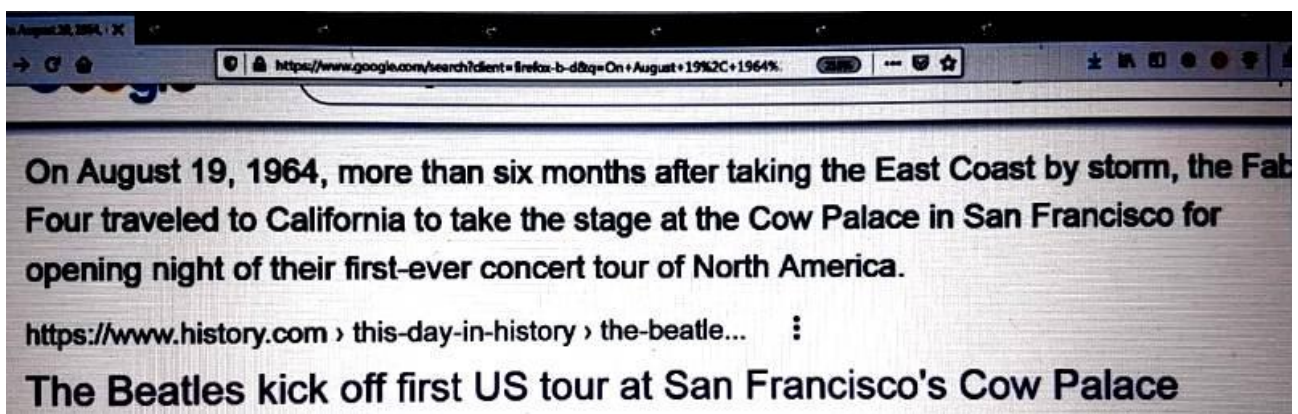 https://www.google.com/search?client=firefox-b-d&q=On+August+19%2C+1964%
On August 19, 1964, more than six months after taking the East Coast by storm, the Fab
Four traveled to California to take the stage at the Cow Palace in San Francisco for
opening night of their first-ever concert tour of North America.
https://www.history.com › this-day-in-history › the-beatle...
The Beatles kick off first US tour at San Francisco's Cow Palace